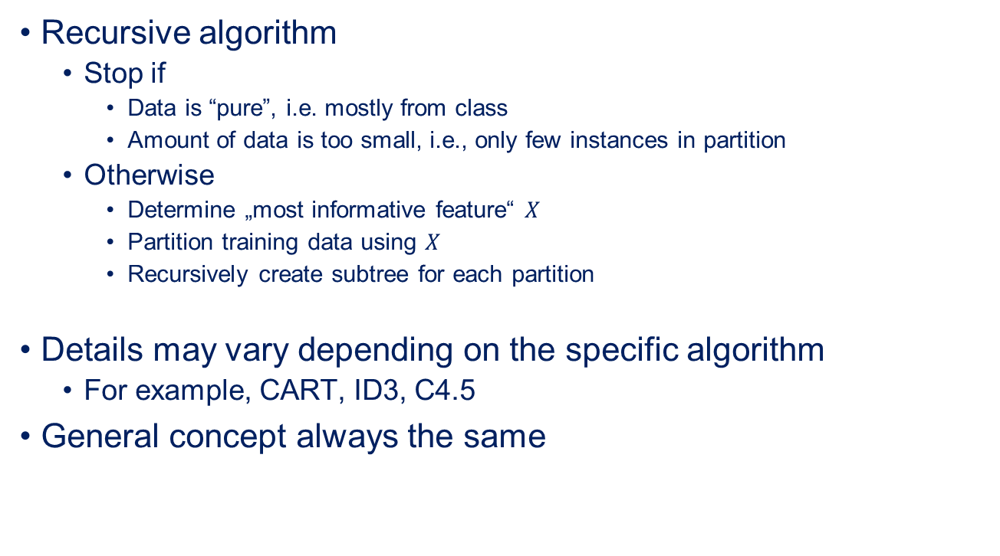 • Recursive algorithm
• Stop if
• Data is “pure”, i.e. mostly from class
• Amount of data is too small, i.e., only few instances in partition
• Otherwise
• Determine „most informative feature“ X
• Partition training data using X
• Recursively create subtree for each partition
• Details may vary depending on the specific algorithm
• For example, CART, ID3, C4.5
• General concept always the same